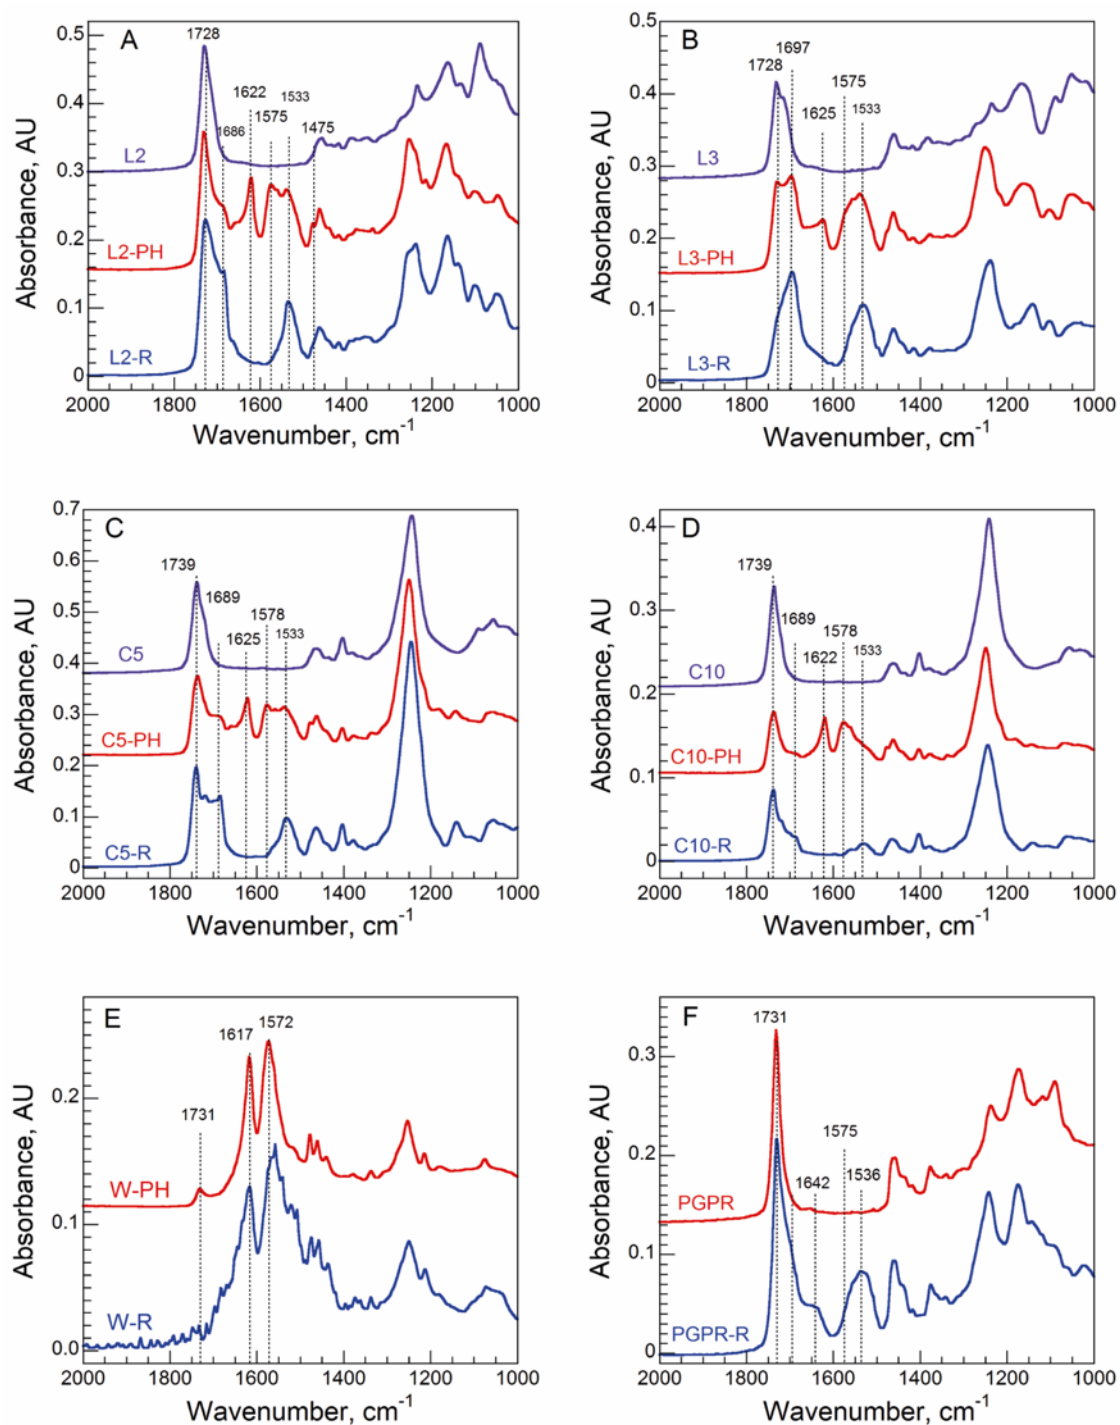 A
1728
1622
1575
1533
1686
1475
L2
L2-PH
L2-R
0.5
0.4
0.3
0.2
0.1
0
2000 1800 1600 1400 1200 1000
Absorbance, AU
Wavenumber, cm-1
B
1697
1728
1575
1625
1533
L3
L3-PH
L3-R
0.5
0.4
0.3
0.2
0.1
0
2000 1800 1600 1400 1200 1000
Absorbance, AU
Wavenumber, cm-1
C
1739
1689
1578
1625
1533
C5
C5-PH
C5-R
0.7
0.6
0.5
0.4
0.3
0.2
0.1
0
2000 1800 1600 1400 1200 1000
Absorbance, AU
Wavenumber, cm-1
D
1739
1689
1578
1622
1533
C10
C10-PH
C10-R
0.4
0.2
0.1
0
2000 1800 1600 1400 1200 1000
Absorbance, AU
Wavenumber, cm-1
E
1572
1617
1731
W-PH
W-R
0.2
0.1
0.0
2000 1800 1600 1400 1200 1000
Absorbance, AU
Wavenumber, cm-1
F
1731
1575
1642
1536
PGPR
PGPR-R
0.3
0.2
0.1
0
2000 1800 1600 1400 1200 1000
Absorbance, AU
Wavenumber, cm-1